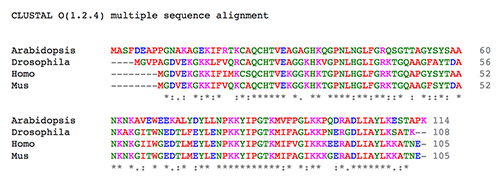 CLUSTAL O(1.2.4) multiple sequence alignment
Arabidopsis MASFDEAPPGNAKAGEKIFRTKCAQCHTVEAGAGHKQGPNLNGLFGRQSGTTAGYSYSAA 60
Drosophila ----MGVPAGDVEKGKKLFVQRCAQCHTVEAGGKHKVGPNLHGLIGRKTGQAAGFAYTDA 56
Homo --------MGDVEKGKKIFIMKCSQCHTVEKGGKHKTGPNLHGLFGRKTGQAPGYSYTAA 52
Mus --------MGDVEKGKKIFVQKCAQCHTVEKGGKHKTGPNLHGLFGRKTGQAAGFSYTDA 52
*:.: *:*:* :*:****** *. ** ****:**:**::* :.*::*: *
Arabidopsis NKNKAVEWEEKALYDYLLNPKKYIPGTKMVFPGLKKPQDRADLIAYLKESTAPK 114
Drosophila NKAKGITWNEDTLFEYLENPKKYIPGTKMIFAGLKKPNERGDLIAYLKSATK-- 108
Homo NKNKGIIWGEDTLMEYLENPKKYIPGTKMIFVGIKKKEERADLIAYLKKATNE- 105
Mus NKNKGITWGEDTLMEYLENPKKYIPGTKMIFAGIKKKGERADLIAYLKKATNE- 105
** *.: * *.:* :** ***********:* *:** :*.*******.:*